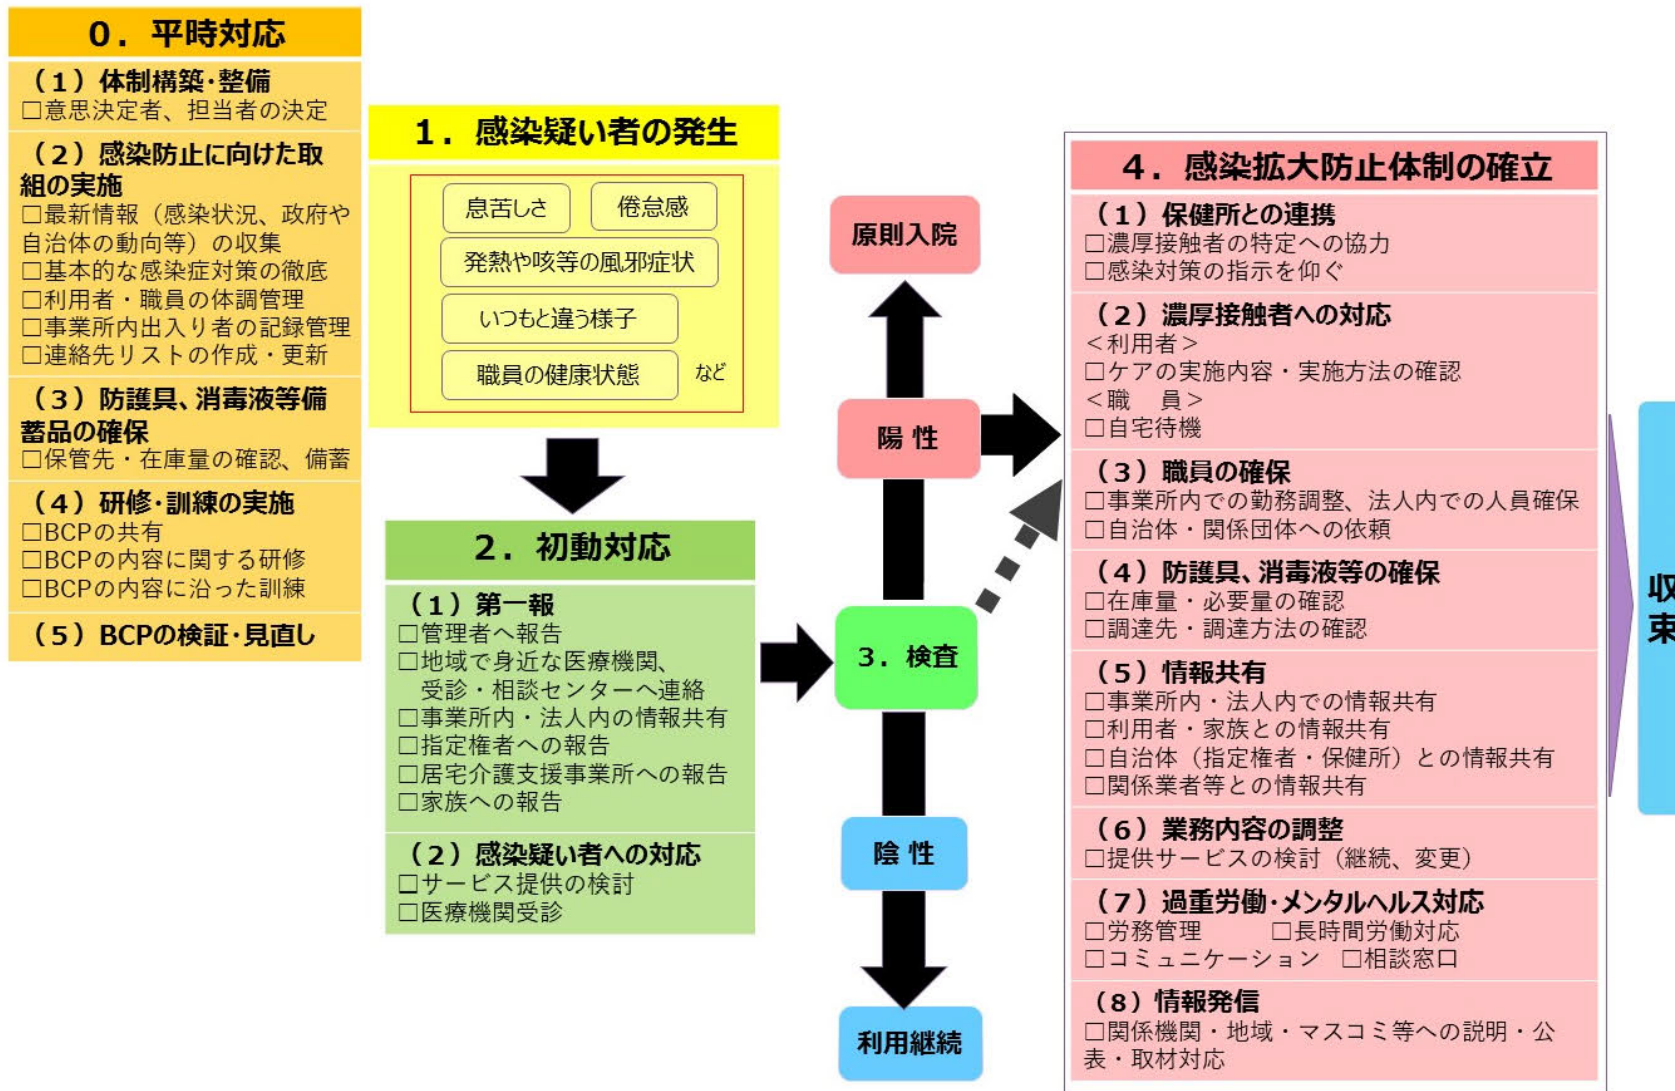 ０．平時対応
（1）体制構築・整備
□意思決定者、担当者の決定
（2）感染防止に向けた取
組の実施
□最新情報（感染状況、政府や
自治体の動向等）の収集
□基本的な感染症対策の徹底
□利用者・職員の体調管理
□事業所内出入り者の記録管理
□連絡先リストの作成・更新
（3）防護具、消毒液等備
蓄品の確保
□保管先・在庫量の確認、備蓄
（4）研修・訓練の実施
□BCPの共有
□BCPの内容に関する研修
□BCPの内容に沿った訓練
（5）BCPの検証・見直し
１．感染疑い者の発生
息苦しさ
倦怠感
発熱や咳等の風邪症状
いつもと違う様子
職員の健康状態
など
２．初動対応
（1）第一報
□管理者へ報告
□地域で身近な医療機関、
受診・相談センターへ連絡
□事業所内・法人内の情報共有
□指定権者への報告
□居宅介護支援事業所への報告
□家族への報告
（2）感染疑い者への対応
□サービス提供の検討
□医療機関受診
原則入院
陽 性
３．検査
陰 性
利用継続
４．感染拡大防止体制の確立
（1）保健所との連携
□濃厚接触者の特定への協力
□感染対策の指示を仰ぐ
（2）濃厚接触者への対応
＜利用者＞
□ケアの実施内容・実施方法の確認
＜職　員＞
□自宅待機
（3）職員の確保
□事業所内での勤務調整、法人内での人員確保
□自治体・関係団体への依頼
（4）防護具、消毒液等の確保
□在庫量・必要量の確認
□調達先・調達方法の確認
（5）情報共有
□事業所内・法人内での情報共有
□利用者・家族との情報共有
□自治体（指定権者・保健所）との情報共有
□関係業者等との情報共有
（6）業務内容の調整
□提供サービスの検討（継続、変更）
（7）過重労働・メンタルヘルス対応
□労務管理　　□長時間労働対応
□コミュニケーション　□相談窓口
（8）情報発信
□関係機関・地域・マスコミ等への説明・公
表・取材対応
収
束